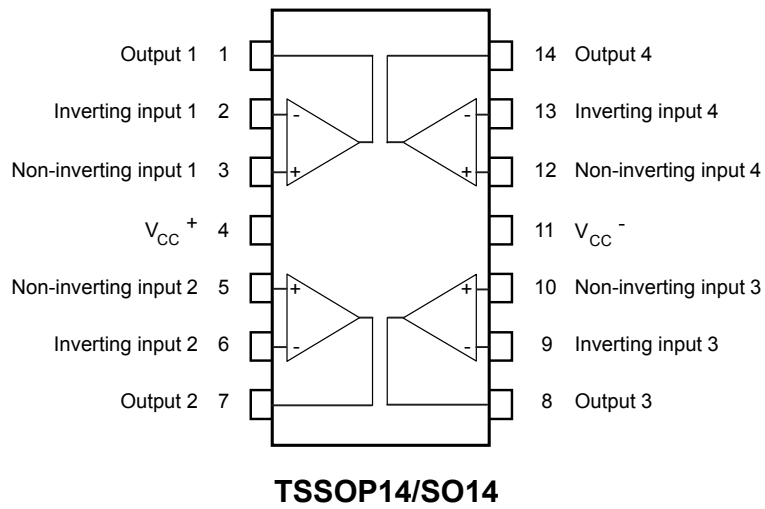 Output 1 1 14 Output 4
- -
Inverting input 1 2 13 Inverting input 4
Non-inverting input 1 3 + + 12 Non-inverting input 4
VCC + 4 11 VCC -
Non-inverting input 2 5 + + 10 Non-inverting input 3
Inverting input 2 6 - - 9 Inverting input 3
Output 2 7 8 Output 3
TSSOP14/SO14